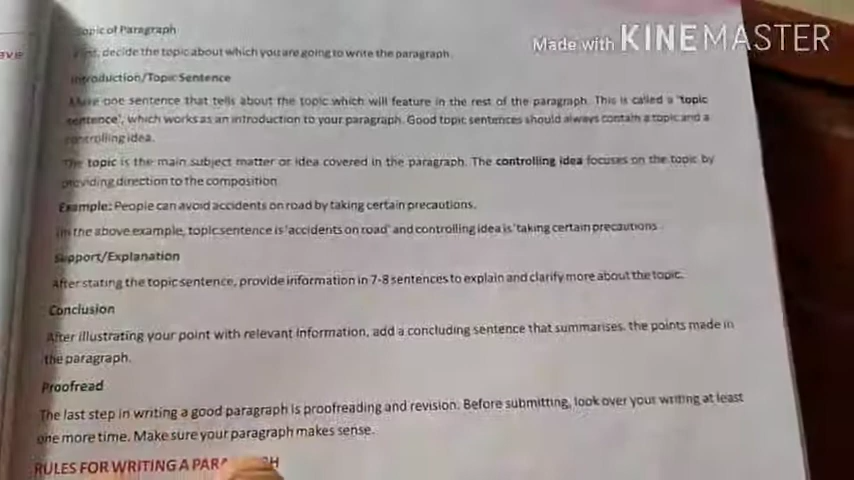 Topic of Paragraph
First, decide the topic about which you are going to write the paragraph.
Made with KINEMASTER
Introduction/Topic Sentence
one sentence that tells about the topic which will feature in the rest of the paragraph. This is called a 'topic
sentence', which works as an introduction to your paragraph. Good topic sentences should always contain a topic and a
controlling idea.
The topic is the main subject matter or idea covered in the paragraph. The controlling idea focuses on the topic by
providing direction to the composition.
Example: People can avoid accidents on road by taking certain precautions.
In the above example, topic sentence is 'accidents on road' and controlling idea is 'taking certain precautions
Support/Explanation
After stating the topic sentence, provide information in 7-8 sentences to explain and clarify more about the topic.
Conclusion
After illustrating your point with relevant information, add a concluding sentence that summarises. the points made in
the paragraph.
Proofread
The last step in writing a good paragraph is proofreading and revision. Before submitting, look over your writing at least
one more time. Make sure your paragraph makes sense.
RULES FOR WRITING A